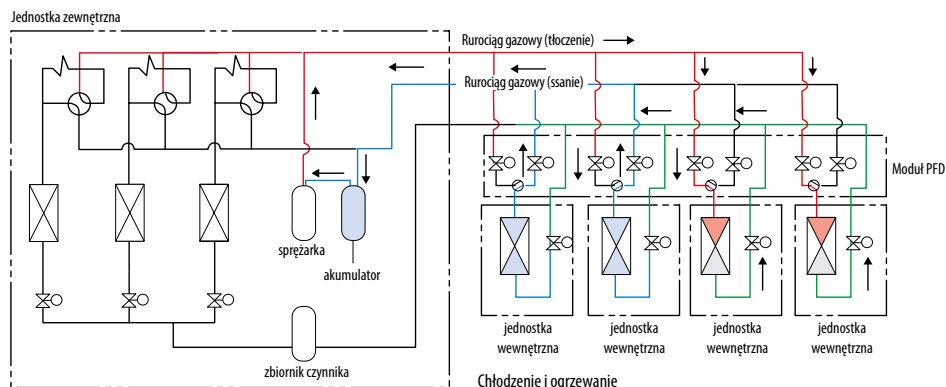 Jednostka zewnętrzna
Rurociąg gazowy (tłoczenie)
Rurociąg gazowy (ssanie)
Moduł PFD
sprężarka
akumulator
zbiornik czynnika
jednostka
wewnętrzna
jednostka
wewnętrzna
jednostka
wewnętrzna
jednostka
wewnętrzna
Chłodzenie i ogrzewanie